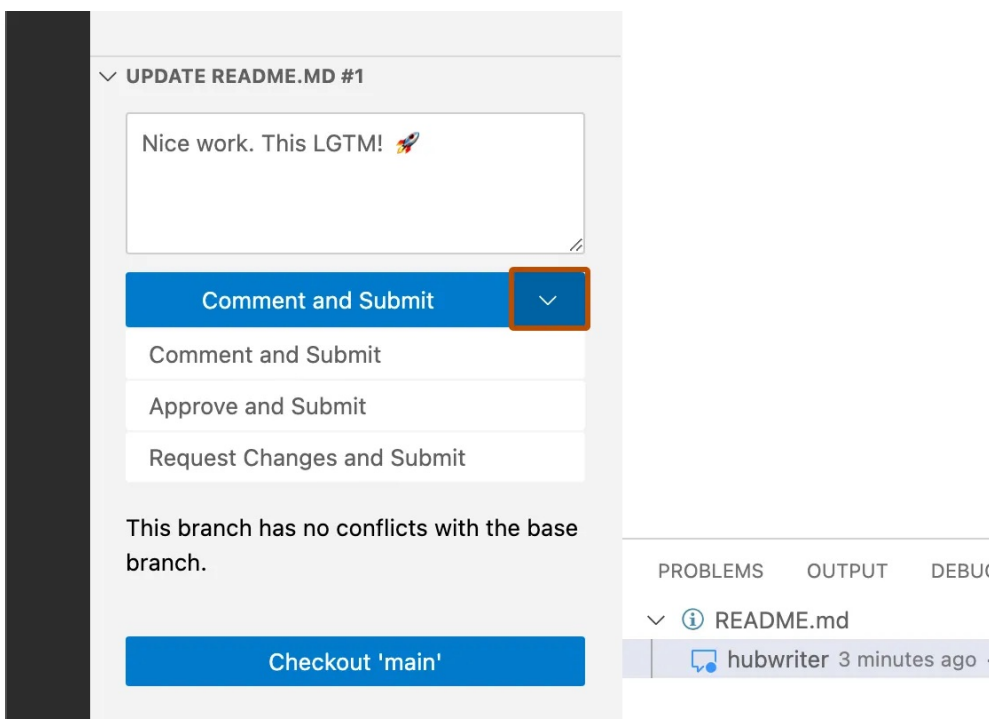 UPDATE README.MD #1
Nice work. This LGTM! 🚀
Comment and Submit
Comment and Submit
Approve and Submit
Request Changes and Submit
This branch has no conflicts with the base
branch.
Checkout 'main'
PROBLEMS OUTPUT
README.md
hubwriter 3 minutes ago